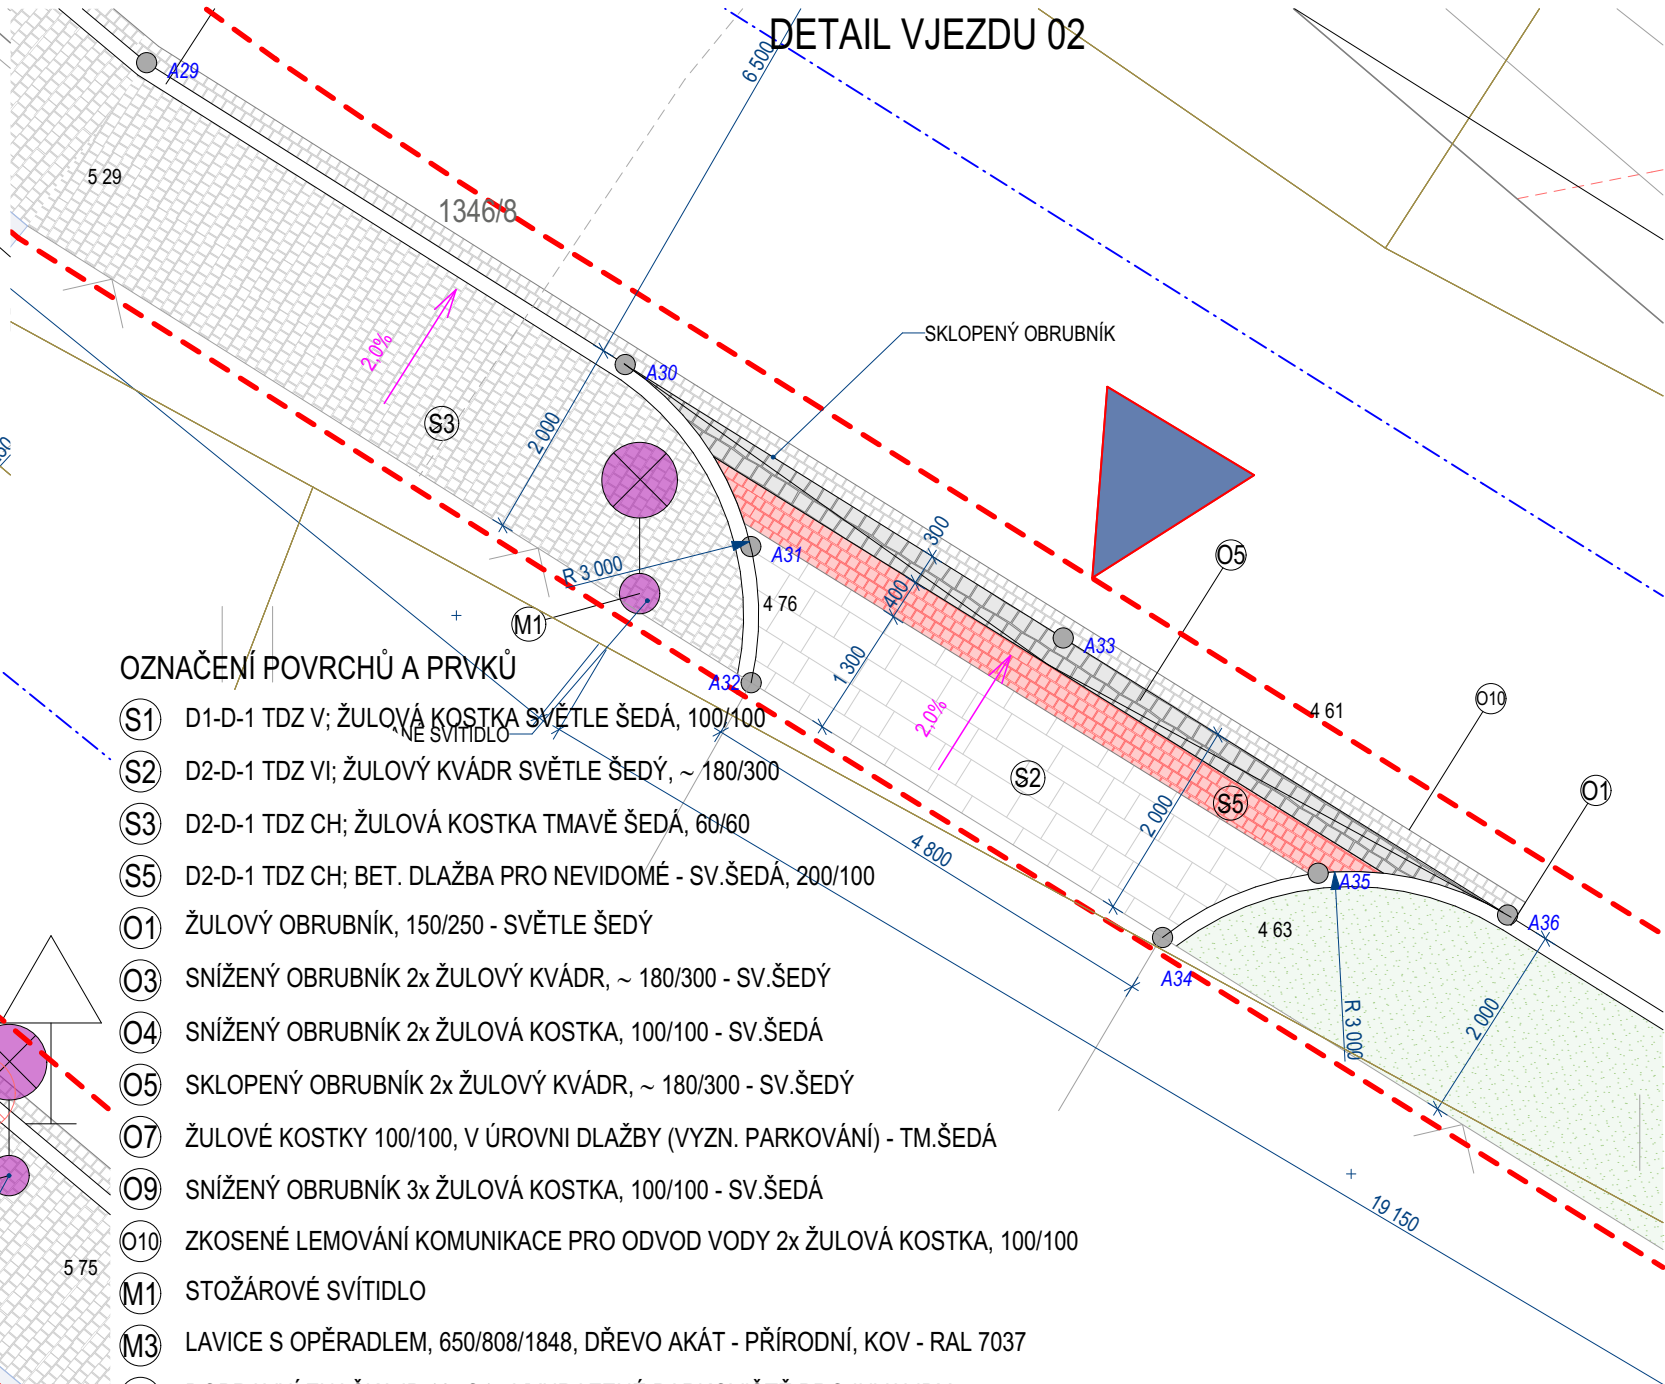 DETAIL VJEZDU 02
A29
6 500
5 29
1346/8
2,0%
SKLOPENÝ OBRUBNÍK
A30
S3
2 000
300
O5
A31
R 3 000
400
4 76
M1
A33
1 300
A32
2,0%
4 61
O10
S2
S5
O1
2 000
4 800
A35
A36
4 63
A34
R 3 000
2 000
19 150
5 75
OZNAČENÍ POVRCHŮ A PRVKŮ
S1 D1-D-1 TDZ V; ŽULOVÁ KOSTKA SVĚTLE ŠEDÁ, 100/100
SVÍTIDLO
S2 D2-D-1 TDZ VI; ŽULOVÝ KVÁDR SVĚTLE ŠEDÝ, ~ 180/300
S3 D2-D-1 TDZ CH; ŽULOVÁ KOSTKA TMAVĚ ŠEDÁ, 60/60
S5 D2-D-1 TDZ CH; BET. DLAŽBA PRO NEVIDOMÉ - SV.ŠEDÁ, 200/100
O1 ŽULOVÝ OBRUBNÍK, 150/250 - SVĚTLE ŠEDÝ
O3 SNÍŽENÝ OBRUBNÍK 2x ŽULOVÝ KVÁDR, ~ 180/300 - SV.ŠEDÝ
O4 SNÍŽENÝ OBRUBNÍK 2x ŽULOVÁ KOSTKA, 100/100 - SV.ŠEDÁ
O5 SKLOPENÝ OBRUBNÍK 2x ŽULOVÝ KVÁDR, ~ 180/300 - SV.ŠEDÝ
O7 ŽULOVÉ KOSTKY 100/100, V ÚROVNI DLAŽBY (VYZN. PARKOVÁNÍ) - TM.ŠEDÁ
O9 SNÍŽENÝ OBRUBNÍK 3x ŽULOVÁ KOSTKA, 100/100 - SV.ŠEDÁ
O10 ZKOSENÉ LEMOVÁNÍ KOMUNIKACE PRO ODVOD VODY 2x ŽULOVÁ KOSTKA, 100/100
M1 STOŽÁROVÉ SVÍTIDLO
M3 LAVICE S OPĚRADLEM, 650/808/1848, DŘEVO AKÁT - PŘÍRODNÍ, KOV - RAL 7037